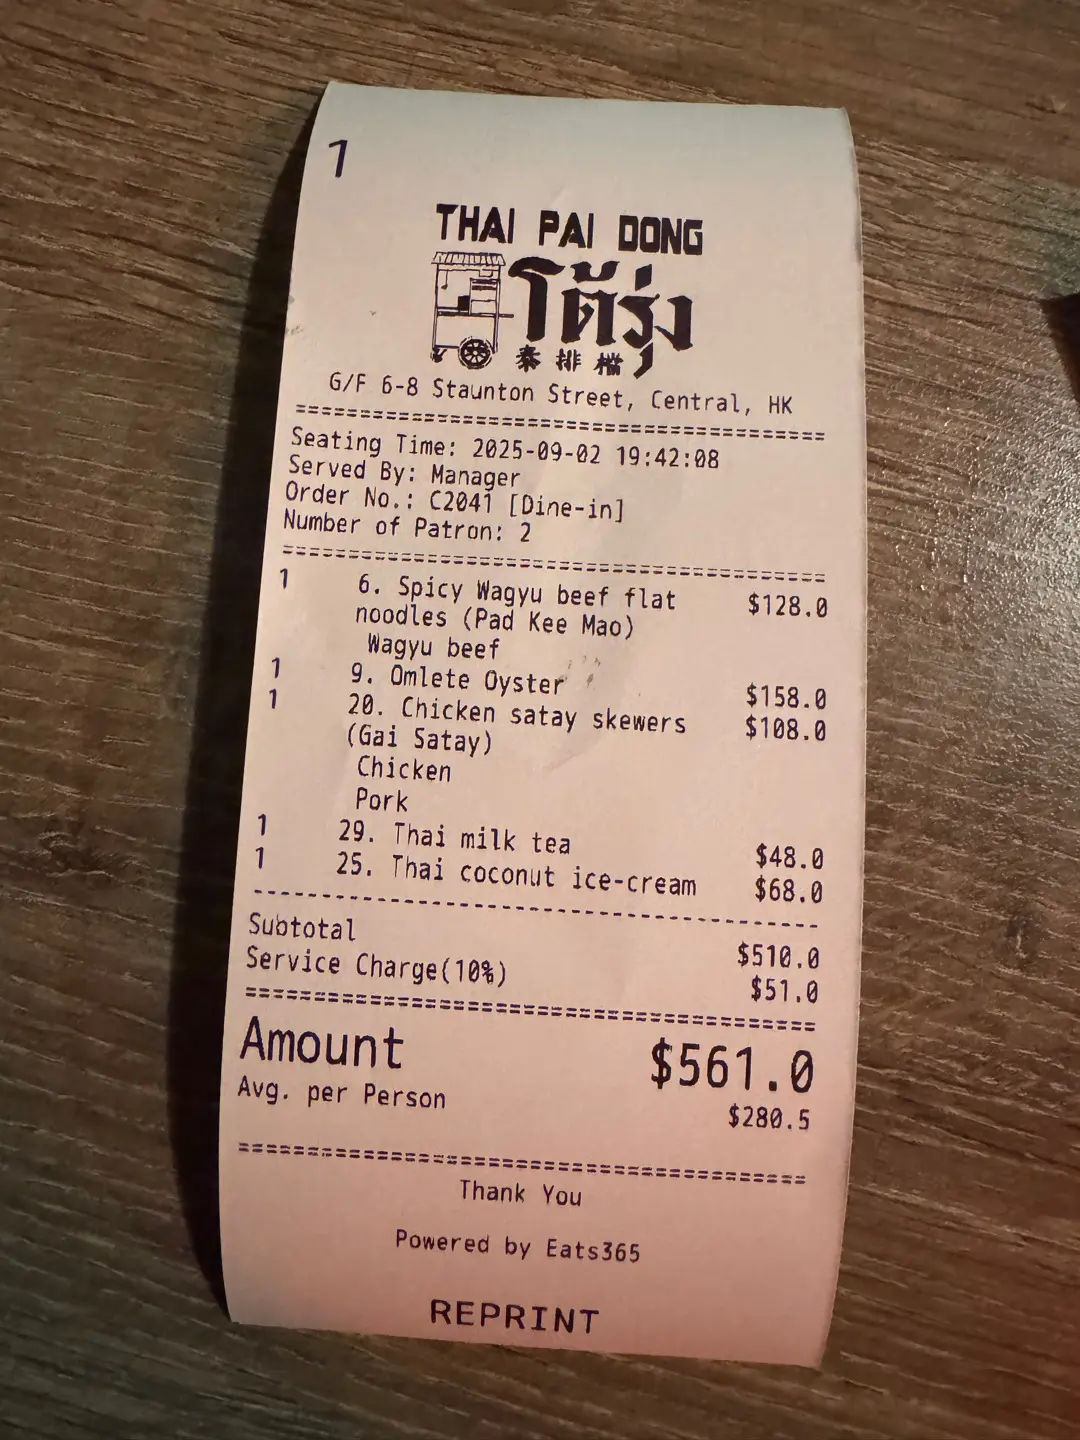 1
THAI PAI DONG
โต้รุ่ง
泰排檔
G/F 6-8 Staunton Street, Central, HK
Seating Time: 2025-09-02 19:42:08
Served By: Manager
Order No.: C2041 [Dine-in]
Number of Patron: 2
1 6. Spicy Wagyu beef flat $128.0
noodles (Pad Kee Mao)
Wagyu beef
1 9. Omlete Oyster $158.0
1 20. Chicken satay skewers $108.0
(Gai Satay)
Chicken
Pork
1 29. Thai milk tea $48.0
1 25. Thai coconut ice-cream $68.0
Subtotal $510.0
Service Charge(10%) $51.0
Amount $561.0
Avg. per Person $280.5
Thank You
Powered by Eats365
REPRINT